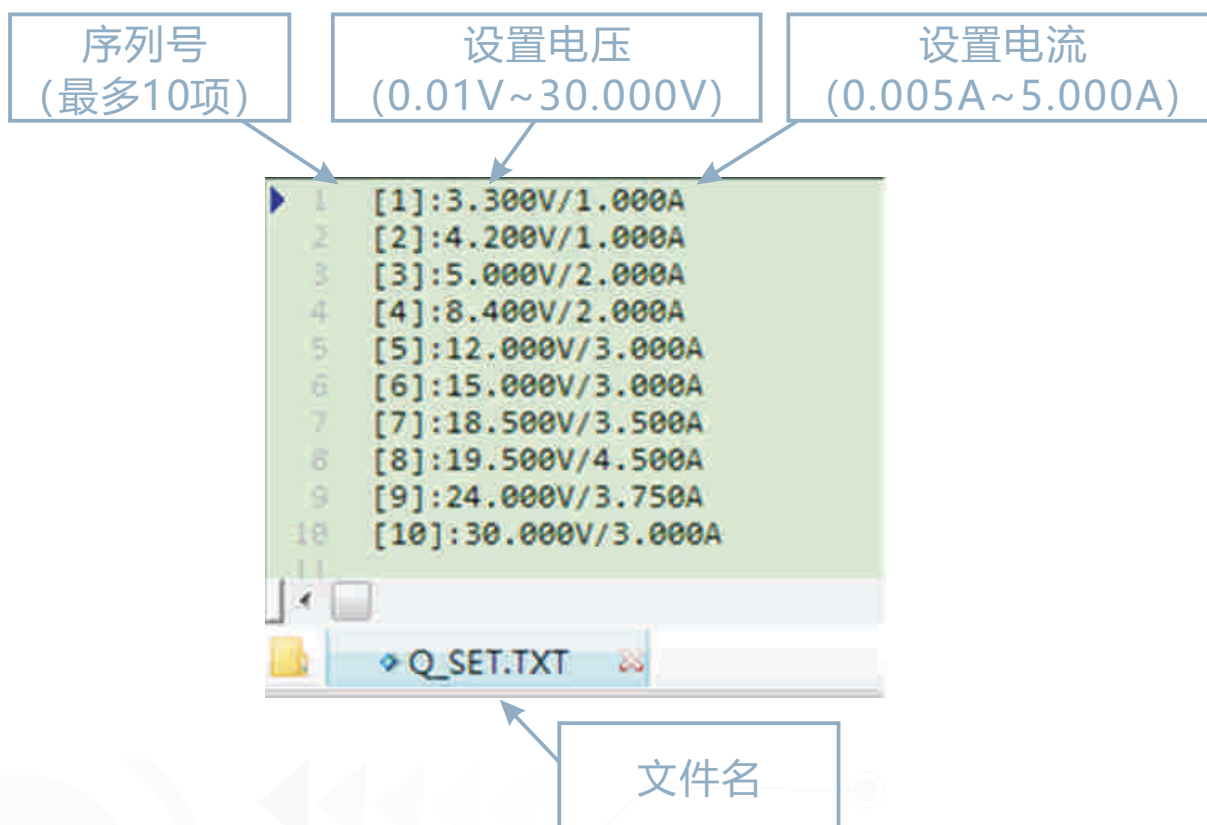 序列号
(最多10项)
设置电压
(0.01V~30.000V)
设置电流
(0.005A~5.000A)
1 [1]:3.300V/1.000A
2 [2]:4.200V/1.000A
3 [3]:5.000V/2.000A
4 [4]:8.400V/2.000A
5 [5]:12.000V/3.000A
6 [6]:15.000V/3.000A
7 [7]:18.500V/3.500A
8 [8]:19.500V/4.500A
9 [9]:24.000V/3.750A
10 [10]:30.000V/3.000A
11
Q_SET.TXT
文件名